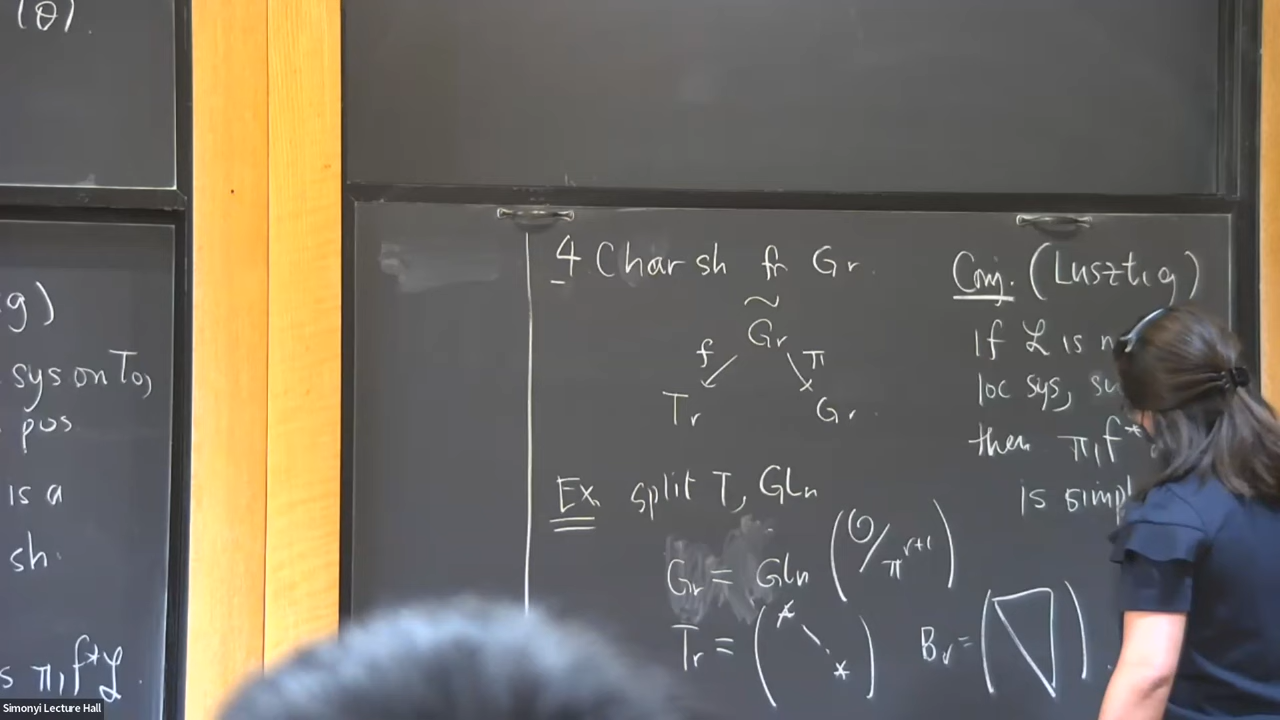 (θ).
g)
sys on T₀,
pos
is a
sh.
s π!f*ℒ.
4. Char sh fr Gr.
G̃r
f π
Tr Gr.
Ex split T, GLn
Gr = GLn (O/π^{r+1})
Tr = (* \ *) Br = (▽).
Conj. (Lusztig)
If ℒ is
loc sys,
then π!f*
is simpl
Simonyi Lecture Hall